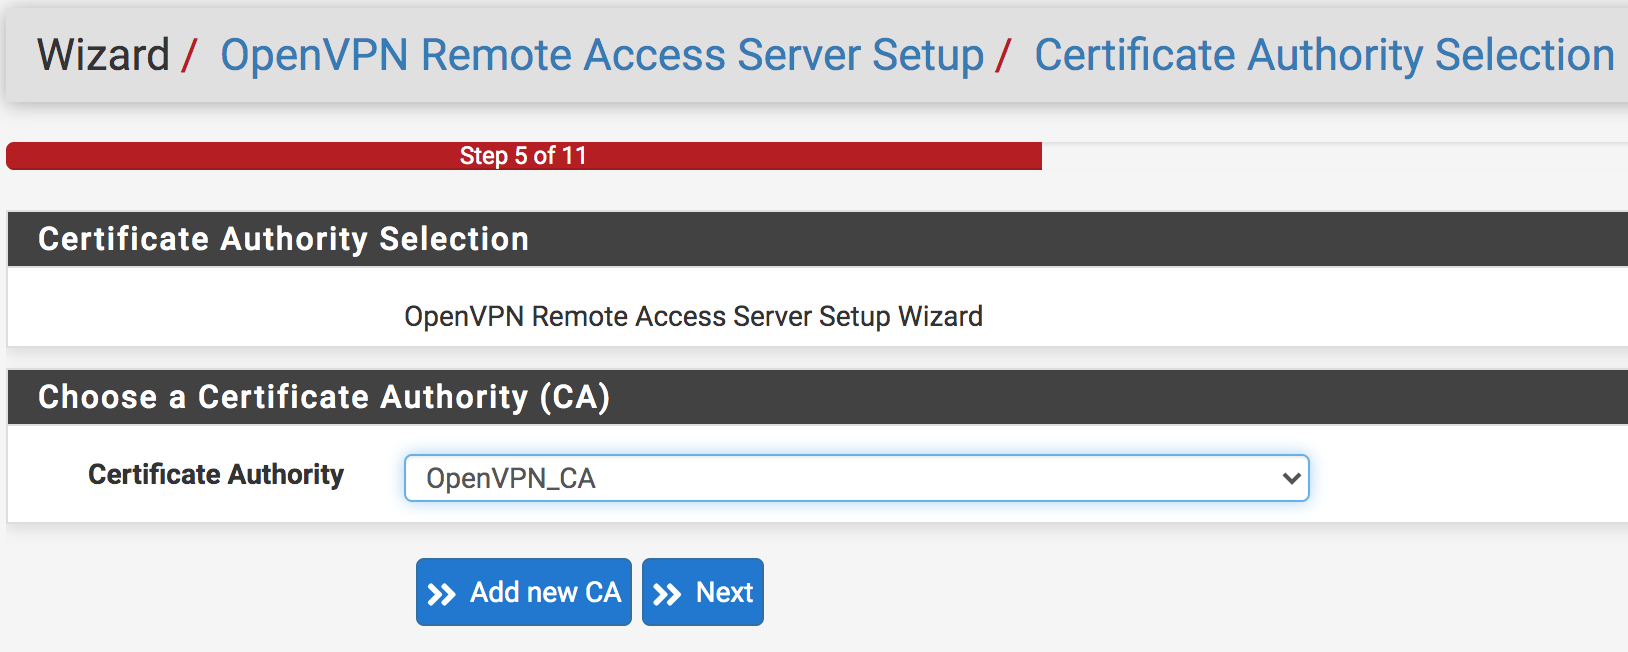 Wizard / OpenVPN Remote Access Server Setup / Certificate Authority Selection
Step 5 of 11
Certificate Authority Selection
OpenVPN Remote Access Server Setup Wizard
Choose a Certificate Authority (CA)
Certificate Authority OpenVPN_CA
Add new CA Next